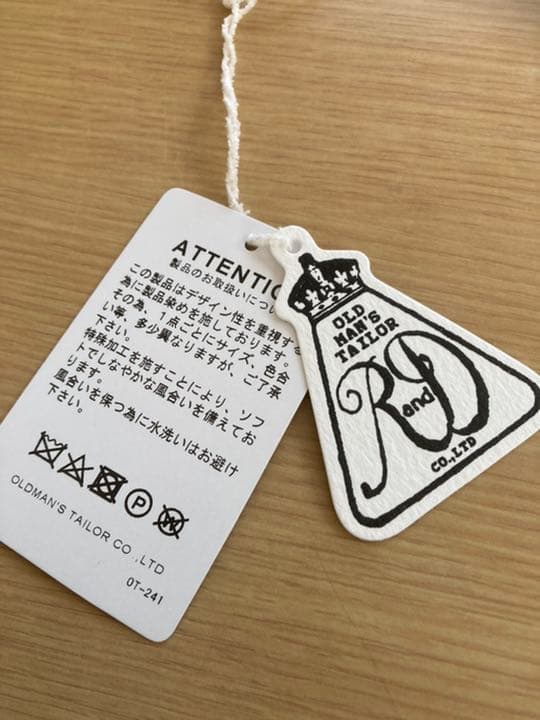 ATTENTIO
製品のお取扱いについ
この製品はデザイン性を重視する
為に製品染めを施しております。
その為、1点ごとにサイズ、色合
い等、多少異なりますが、ご了承
下さい。
特殊加工を施すことにより、ソフ
トでしなやかな風合いを備えてお
ります。
風合いを保つ為に水洗いはお避け
下さい。
P
W
OLDMAN'S TAILOR CO.,LTD
OT-241
OLD
MAN'S
TAILOR
R and D
CO.,LTD